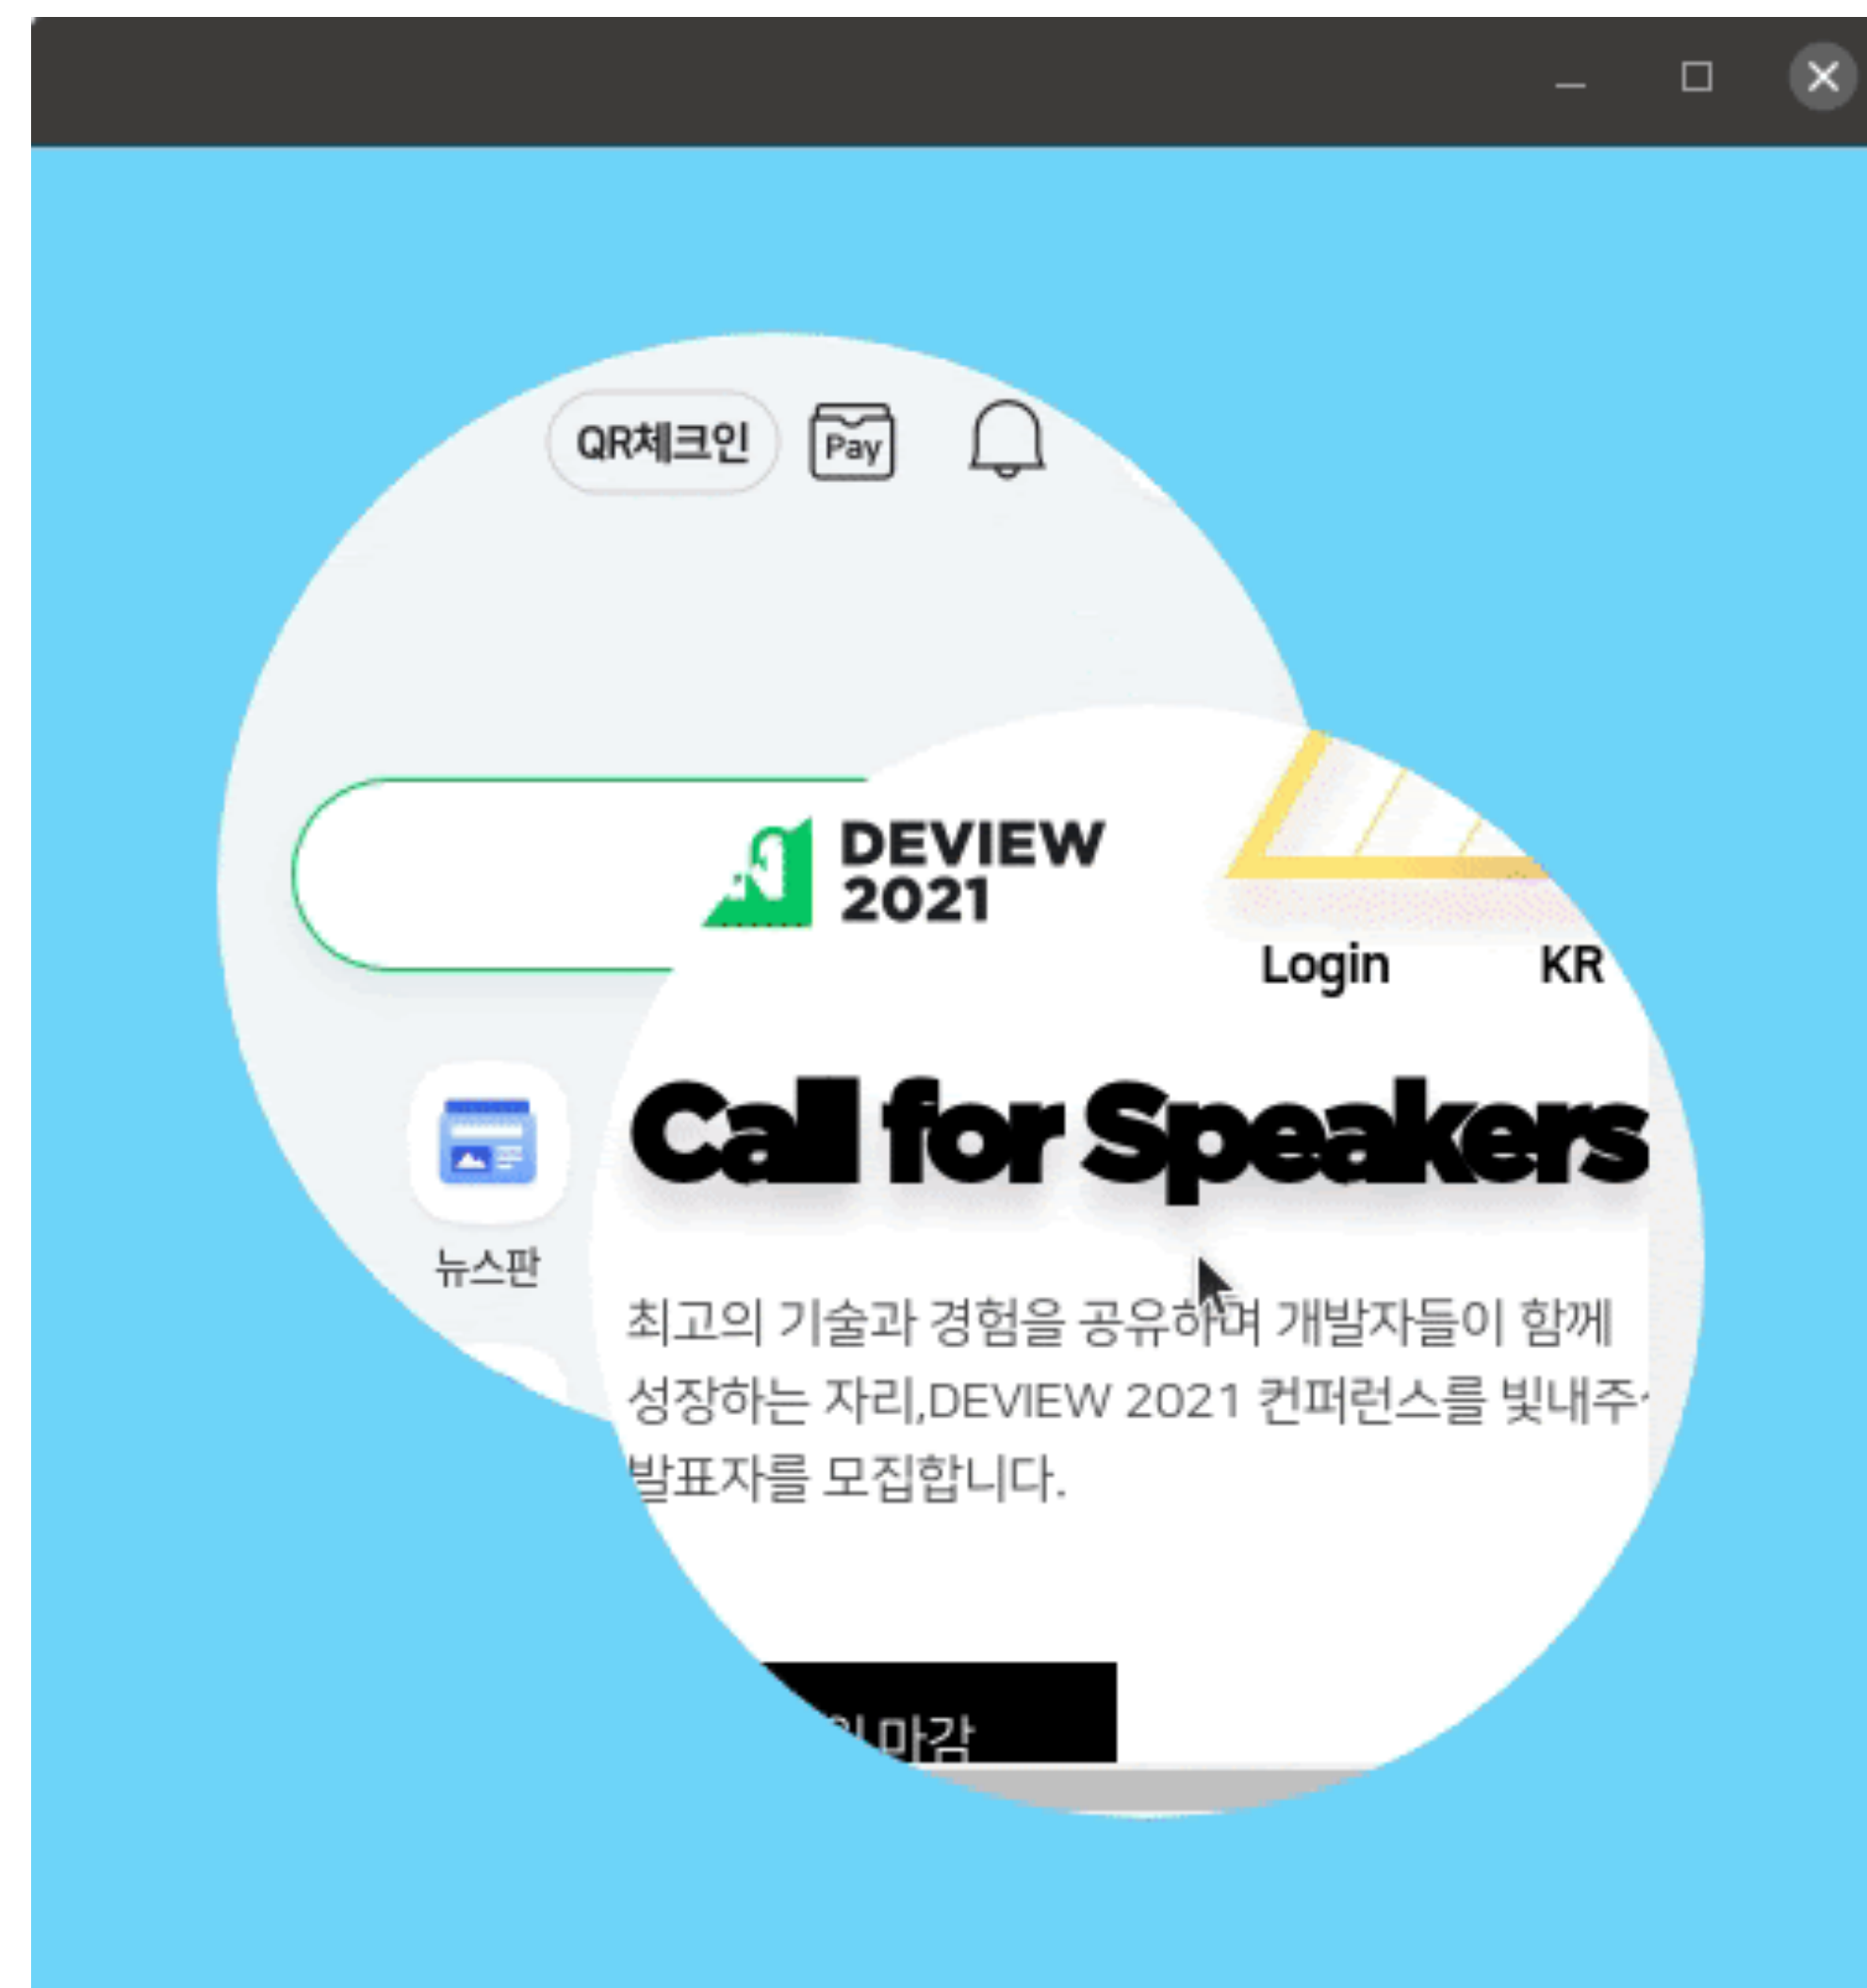 QR체크인
Pay
DEVIEW
2021
Login KR
Call for Speakers
뉴스판
최고의 기술과 경험을 공유하며 개발자들이 함께
성장하는 자리,DEVIEW 2021 컨퍼런스를 빛내주
발표자를 모집합니다.
마감